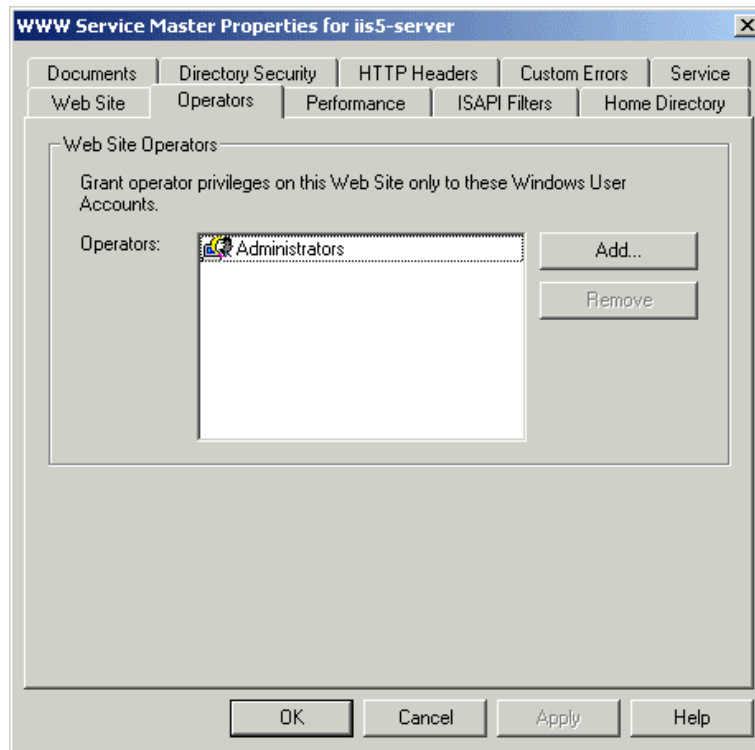 WWW Service Master Properties for iis5-server
Documents Directory Security HTTP Headers Custom Errors Service
Web Site Operators Performance ISAPI Filters Home Directory
Web Site Operators
Grant operator privileges on this Web Site only to these Windows User
Accounts.
Operators: Administrators Add...
Remove
OK Cancel Apply Help